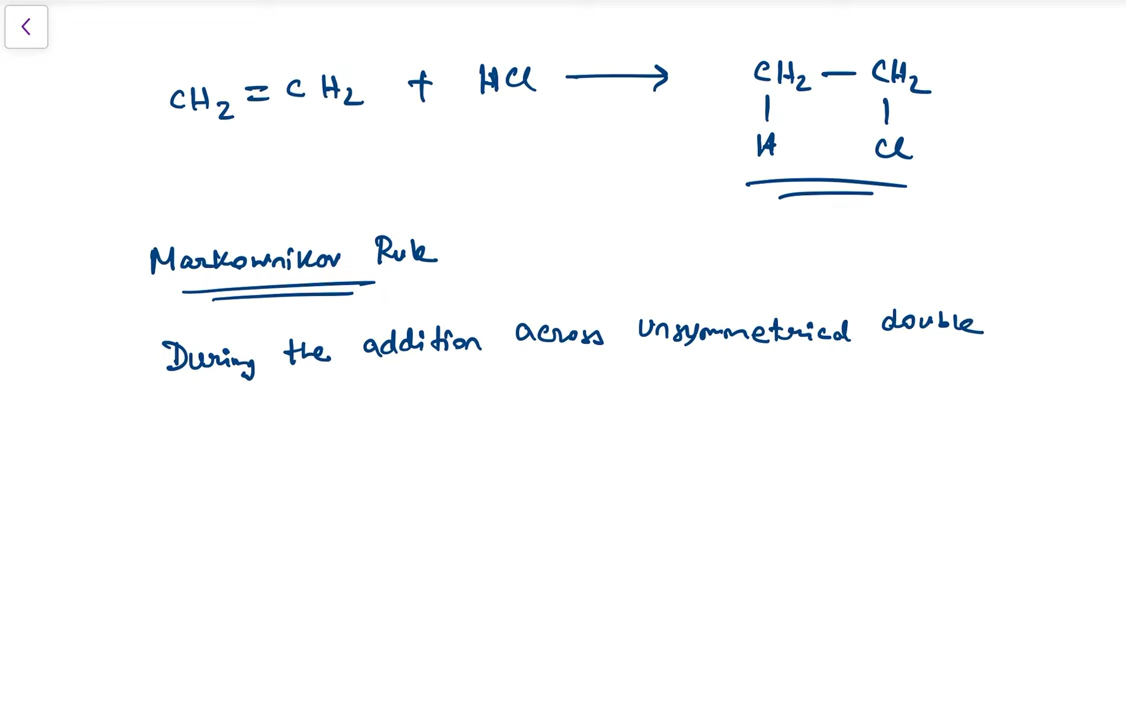 CH2 = CH2 + HCl ⟶ CH2 — CH2
| |
H Cl
Markownikov Rule
During the addition across unsymmetrical double